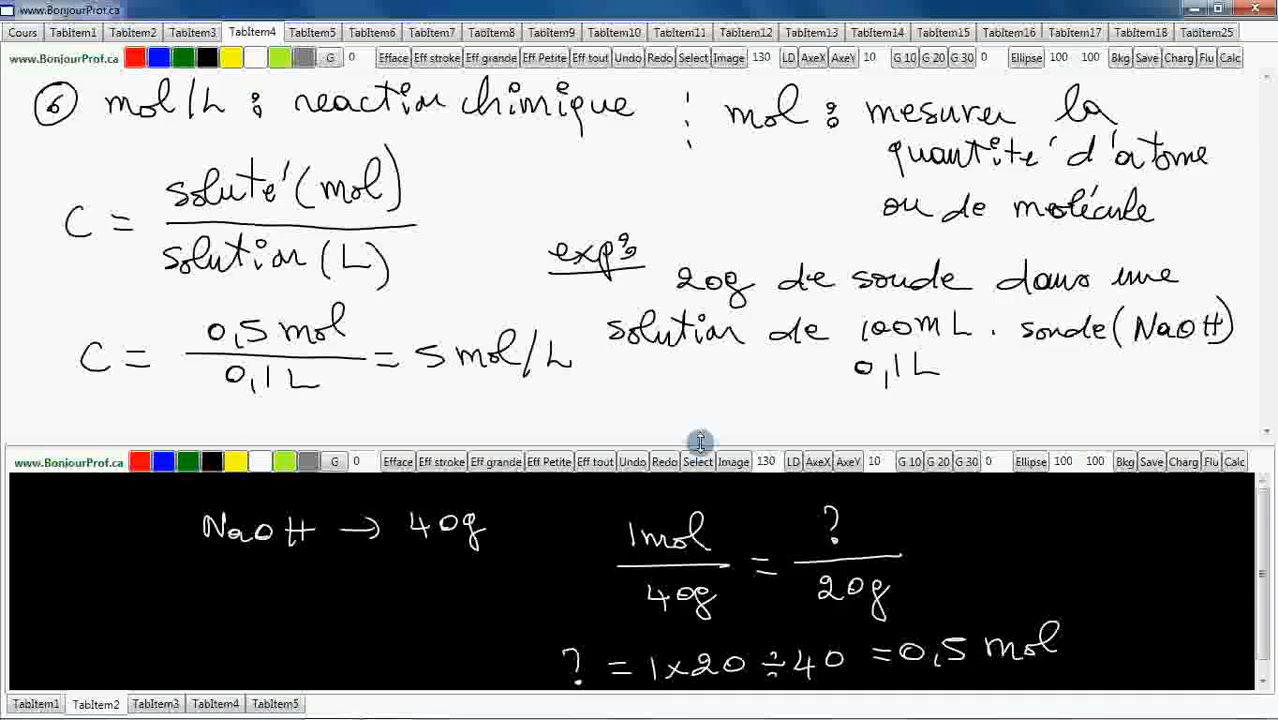 www.BonjourProf.ca
Cours TabItem1 TabItem2 TabItem3 TabItem4 TabItem5 TabItem6 TabItem7 TabItem8 TabItem9 TabItem10 TabItem11 TabItem12 TabItem13 TabItem14 TabItem15 TabItem16 TabItem17 TabItem18 TabItem25
www.BonjourProf.ca G 0 Efface Eff stroke Eff grande Eff Petite Eff tout Undo Redo Select Image 130 LD AxeX AxeY 10 G 10 G 20 G 30 0 Ellipse 100 100 Bkg Save Charg Flu Calc
⑥ mol/L : reaction chimique
mol : mesurer la
quantité d'atome
ou de molécule
C = soluté (mol) / solution (L)
exp :
20g de soude dans une
solution de 100mL. soude (NaOH)
0,1L
C = 0,5 mol / 0,1L = 5 mol/L
www.BonjourProf.ca G 0 Efface Eff stroke Eff grande Eff Petite Eff tout Undo Redo Select Image 130 LD AxeX AxeY 10 G 10 G 20 G 30 0 Ellipse 100 100 Bkg Save Charg Flu Calc
NaOH → 40g
1mol / 40g = ? / 20g
? = 1 x 20 ÷ 40 = 0,5 mol
TabItem1 TabItem2 TabItem3 TabItem4 TabItem5